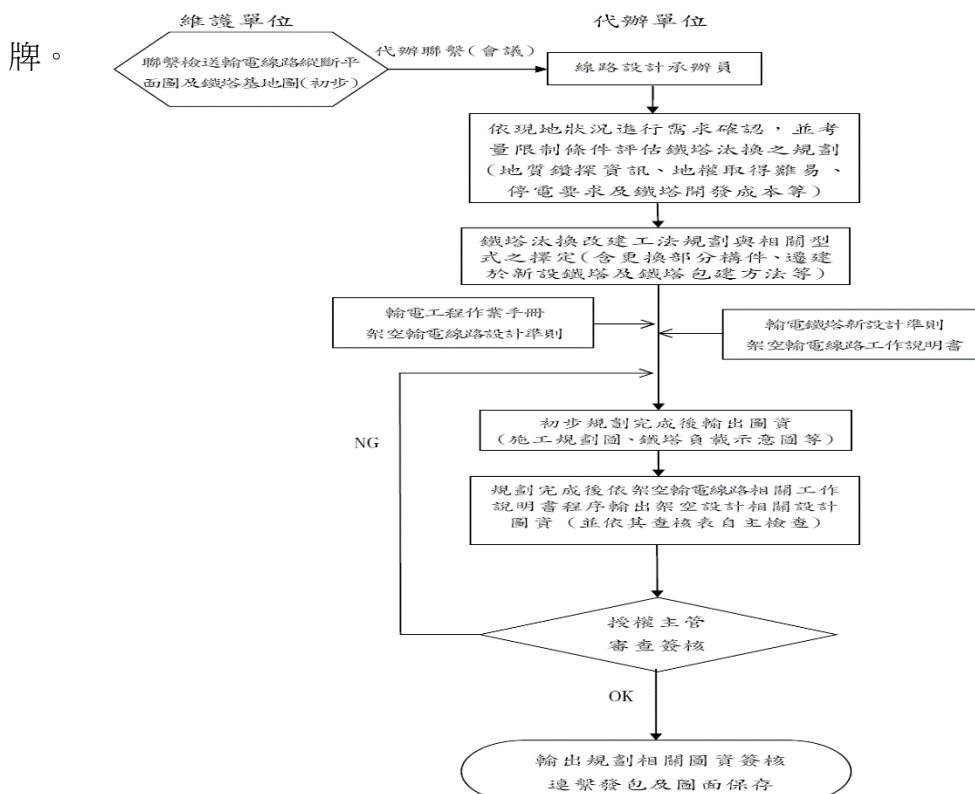 牌。
維護單位
代辦單位
聯繫檢送輸電線路縱斷平
面圖及鐵塔基地圖(初步)
代辦聯繫(會議)
線路設計承辦員
依現地狀況進行需求確認，並考
量限制條件評估鐵塔汰換之規劃
(地質鑽探資訊、地權取得難易、
停電要求及鐵塔開發成本等)
鐵塔汰換改建工法規劃與相關型
式之擇定(含更換部分構件、遷建
於新設鐵塔及鐵塔包建方法等)
輸電工程作業手冊
架空輸電線路設計準則
輸電鐵塔新設計準則
架空輸電線路工作說明書
初步規劃完成後輸出圖資
(施工規劃圖、鐵塔負載示意圖等)
NG
規劃完成後依架空輸電線路相關工作
說明書程序輸出架空設計相關設計
圖資 (並依其查核表自主檢查)
授權主管
審查簽核
OK
輸出規劃相關圖資簽核
連繫發包及圖面保存